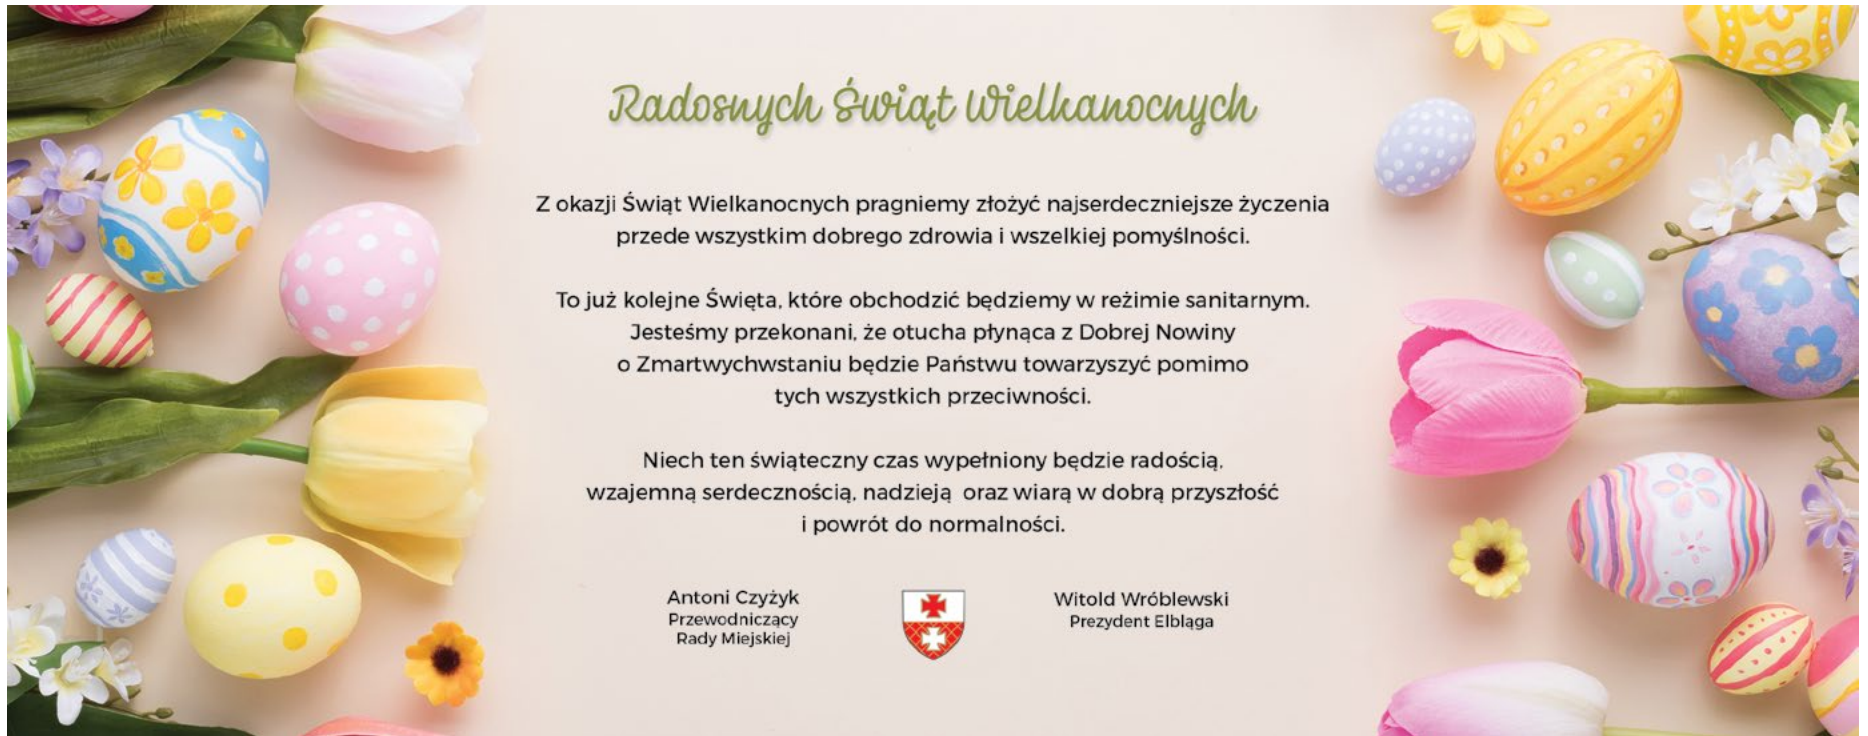 Radosnych Świąt Wielkanocnych
Z okazji Świąt Wielkanocnych pragniemy złożyć najserdeczniejsze życzenia
przede wszystkim dobrego zdrowia i wszelkiej pomyślności.
To już kolejne Święta, które obchodzić będziemy w reżimie sanitarnym.
Jesteśmy przekonani, że otucha płynąca z Dobrej Nowiny
o Zmartwychwstaniu będzie Państwu towarzyszyć pomimo
tych wszystkich przeciwności.
Niech ten świąteczny czas wypełniony będzie radością,
wzajemną serdecznością, nadzieją oraz wiarą w dobrą przyszłość
i powrót do normalności.
Antoni Czyżyk
Przewodniczący
Rady Miejskiej
Witold Wróblewski
Prezydent Elbląga